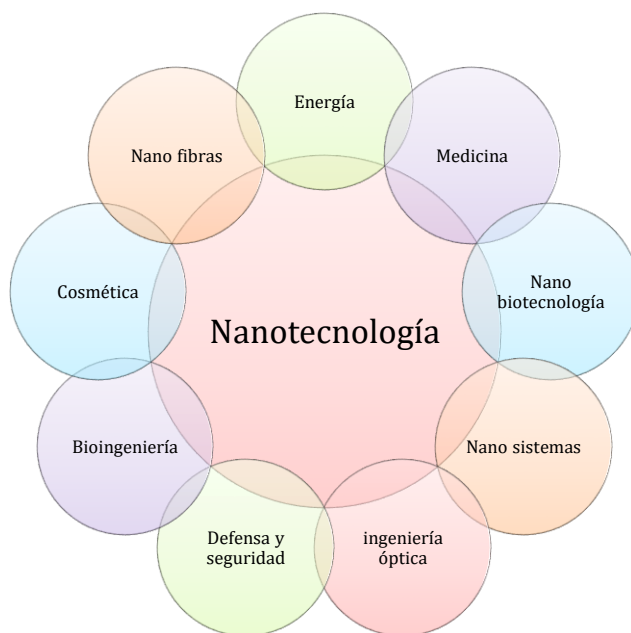 Energía
Medicina
Nano
biotecnología
Nano sistemas
ingeniería
óptica
Defensa y
seguridad
Bioingeniería
Cosmética
Nano fibras
Nanotecnología